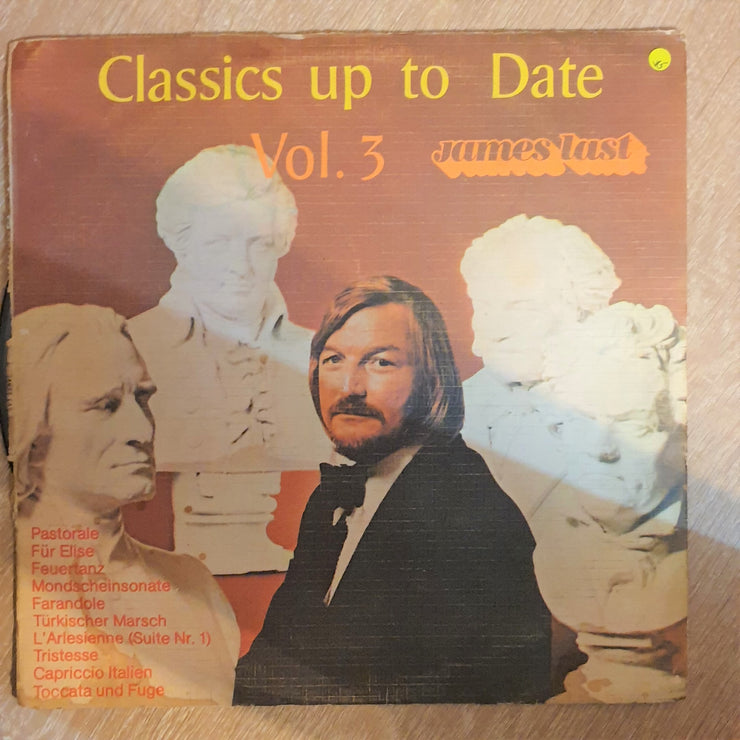 Classics up to Date
Vol. 3 james last
Pastorale
Für Elise
Feuertanz
Mondscheinsonate
Farandole
Türkischer Marsch
L'Arlesienne (Suite Nr. 1)
Tristesse
Capriccio Italien
Toccata und Fuge